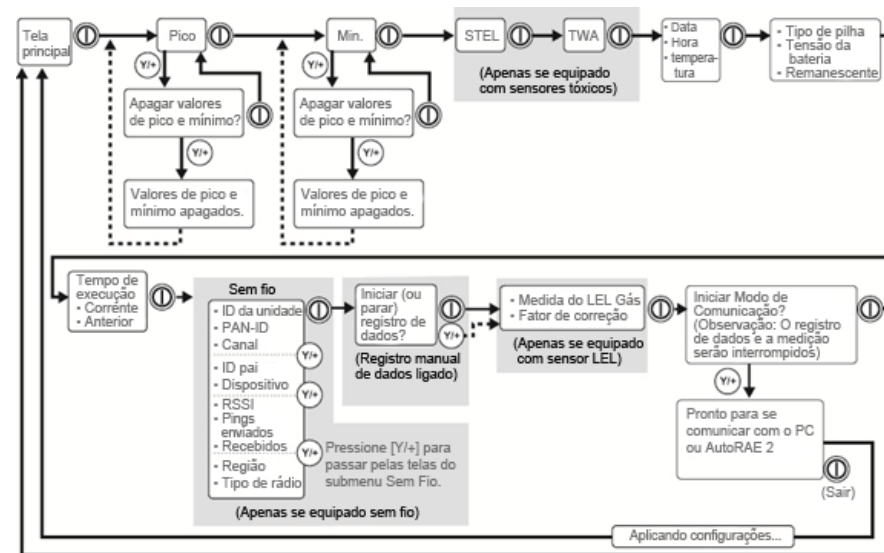 Tela
principal
Pico
Y/+
Apagar valores
de pico e mínimo?
Y/+
Valores de pico e
mínimo apagados.
Min.
Y/+
Apagar valores
de pico e mínimo?
Y/+
Valores de pico e
mínimo apagados.
STEL
TWA
(Apenas se equipado
com sensores tóxicos)
• Data
• Hora
• tempera-
tura
• Tipo de pilha
• Tensão da
bateria
• Remanescente
Tempo de
execução
• Corrente
• Anterior
Sem fio
• ID da unidade
• PAN-ID
• Canal
Y/+
• ID pai
• Dispositivo
Y/+
• RSSI
• Pings
enviados
• Recebidos
Y/+
• Região
• Tipo de rádio
Pressione [Y/+] para
passar pelas telas do
submenu Sem Fio.
(Apenas se equipado sem fio)
Iniciar (ou
parar)
registro de
dados?
Y/+
(Registro manual
de dados ligado)
• Medida do LEL Gás
• Fator de correção
(Apenas se equipado
com sensor LEL)
Iniciar Modo de
Comunicação?
(Observação: O registro
de dados e a medição
serão interrompidos)
Y/+
Pronto para se
comunicar com o PC
ou AutoRAE 2
(Sair)
Aplicando configurações...